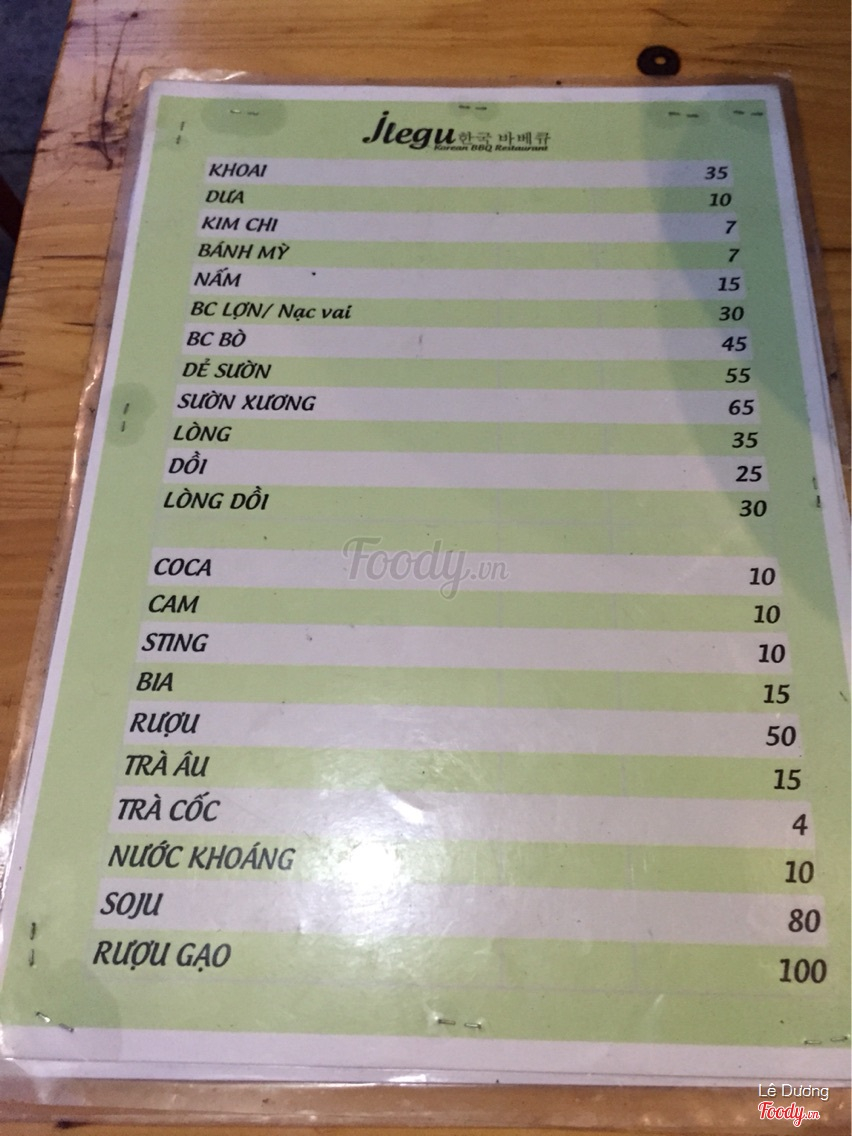 Jlegu 한국 바베큐
Korean BBQ Restaurant
KHOAI 35
DƯA 10
KIM CHI 7
BÁNH MỲ 7
NẤM 15
BC LỢN/ Nạc vai 30
BC BÒ 45
DẺ SƯỜN 55
SƯỜN XƯƠNG 65
LÒNG 35
DỒI 25
LÒNG DỒI 30
Foody.vn
COCA 10
CAM 10
STING 10
BIA 15
RƯỢU 50
TRÀ ÂU 15
TRÀ CỐC 4
NƯỚC KHOÁNG 10
SOJU 80
RƯỢU GẠO 100
Lê Dương
Foody.vn